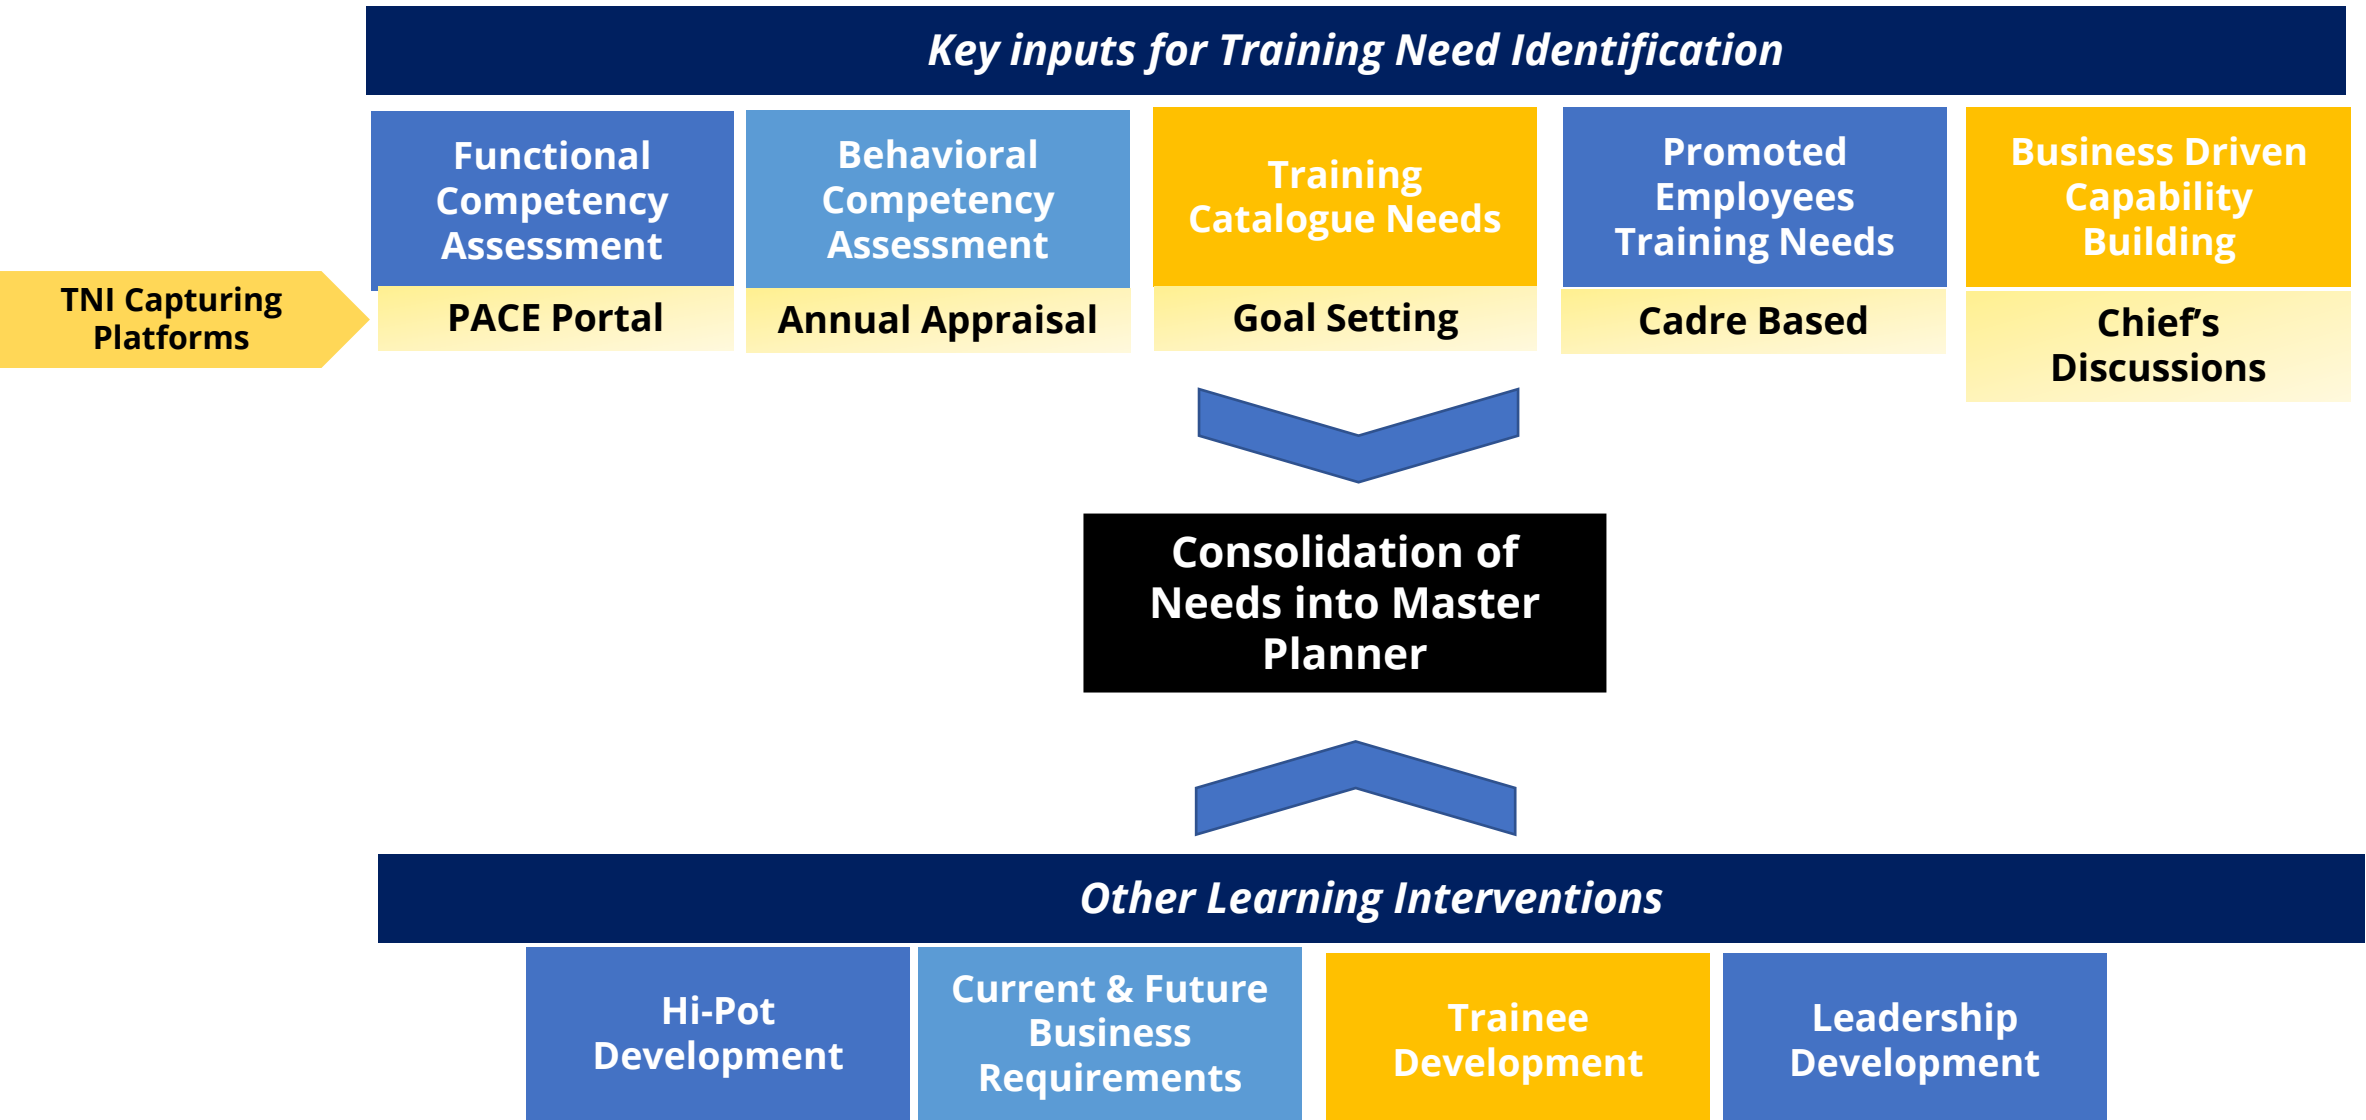 Key inputs for Training Need Identification
Functional
Competency
Assessment
Behavioral
Competency
Assessment
Training
Catalogue Needs
Promoted
Employees
Training Needs
Business Driven
Capability
Building
TNI Capturing
Platforms
PACE Portal
Annual Appraisal
Goal Setting
Cadre Based
Chief’s
Discussions
Consolidation of
Needs into Master
Planner
Other Learning Interventions
Hi-Pot
Development
Current & Future
Business
Requirements
Trainee
Development
Leadership
Development